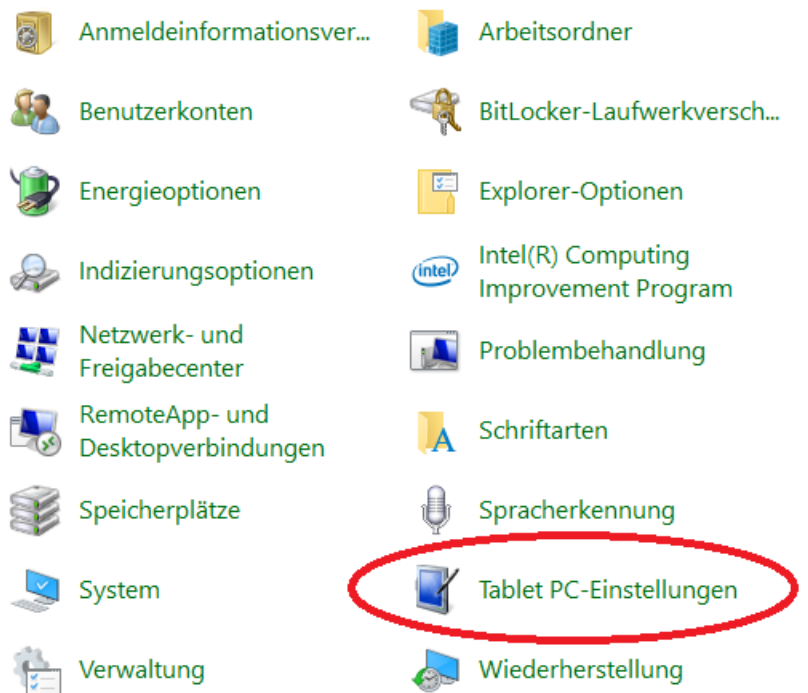 Anmeldeinformationsver...
Arbeitsordner
Benutzerkonten
BitLocker-Laufwerkversch...
Energieoptionen
Explorer-Optionen
Indizierungsoptionen
intel
Intel(R) Computing
Improvement Program
Netzwerk- und
Freigabecenter
Problembehandlung
RemoteApp- und
Desktopverbindungen
A
Schriftarten
Speicherplätze
Spracherkennung
System
Tablet PC-Einstellungen
Verwaltung
Wiederherstellung